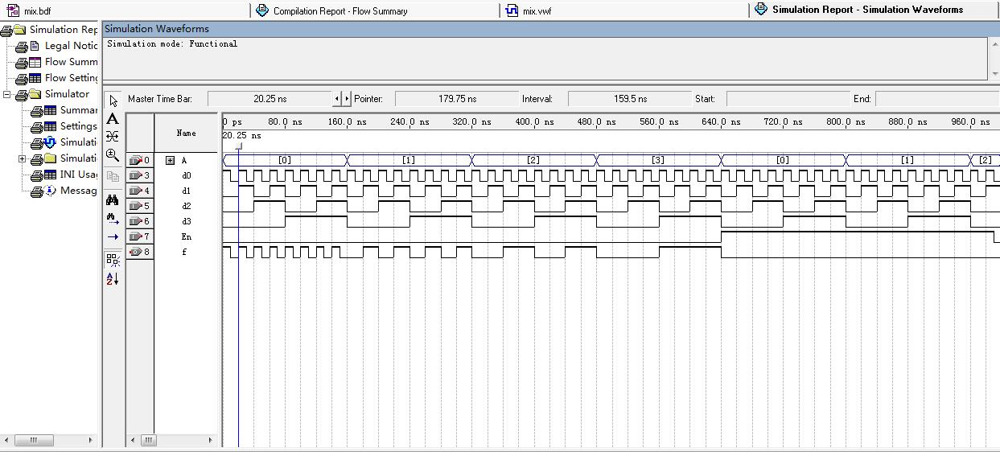 mix.bdf
Compilation Report - Flow Summary
mix.vwf
Simulation Report - Simulation Waveforms
Simulation Rep
Legal Notic
Flow Summ
Flow Setting
Simulator
Summar
Settings
Simulati
Simulati
INI Usag
Messag
Simulation Waveforms
Simulation mode: Functional
Master Time Bar: 20.25 ns Pointer: 179.75 ns Interval: 159.5 ns Start: End:
Name
0 ps 80.0 ns 160.0 ns 240.0 ns 320.0 ns 400.0 ns 480.0 ns 560.0 ns 640.0 ns 720.0 ns 800.0 ns 880.0 ns 960.0 ns
20.25 ns
0 A [0] [1] [2] [3] [0] [1] [2]
3 d0
4 d1
5 d2
6 d3
7 En
8 f